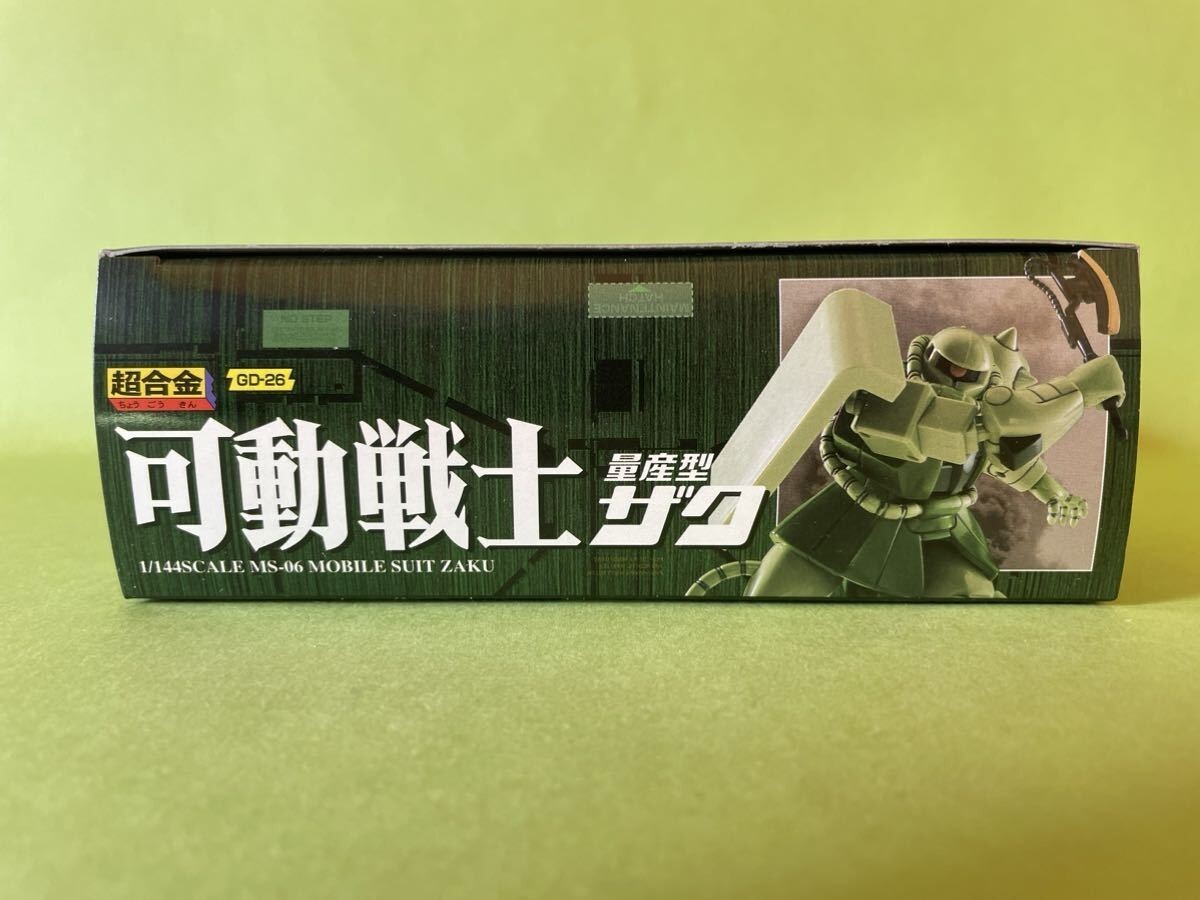 NO STEP
MAINTENANCE
HATCH
超合金
ちょう ごう きん
GD-26
可動戦士
量産型
ザク
1/144SCALE MS-06 MOBILE SUIT ZAKU